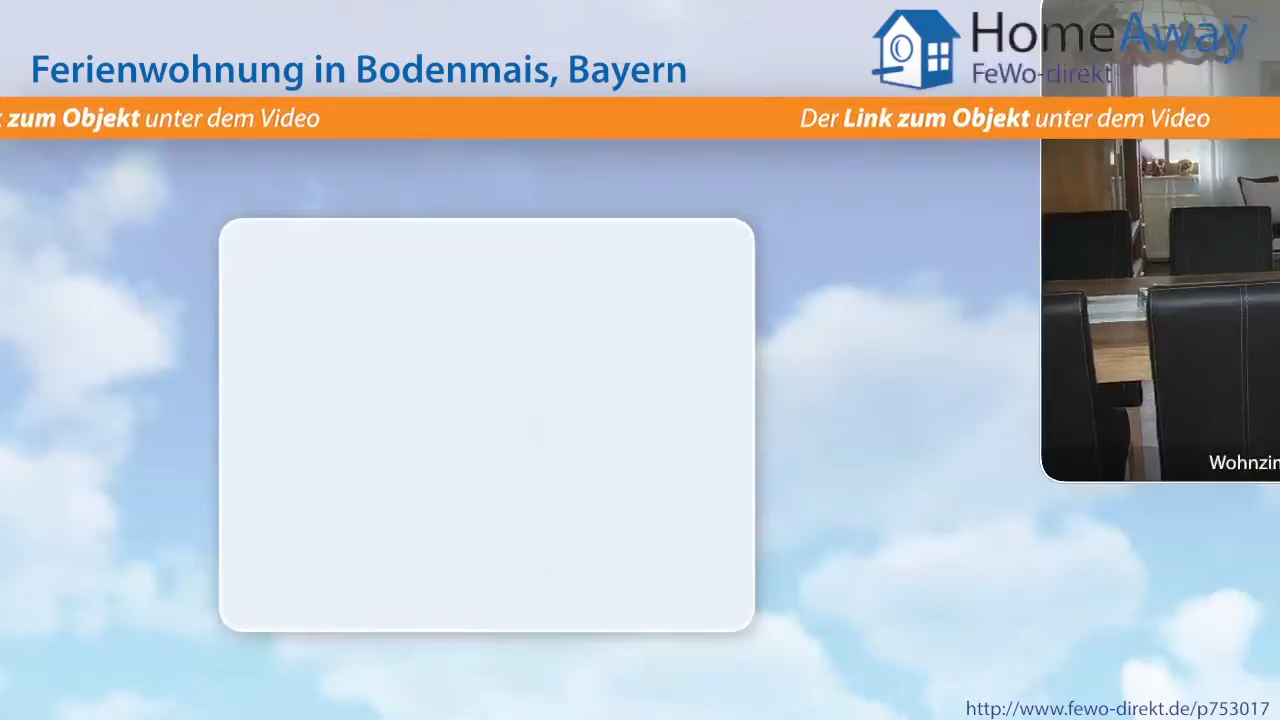 HomeAway
FeWo-direkt
Ferienwohnung in Bodenmais, Bayern
zum Objekt unter dem Video
Der Link zum Objekt unter dem Video
http://www.fewo-direkt.de/p753017